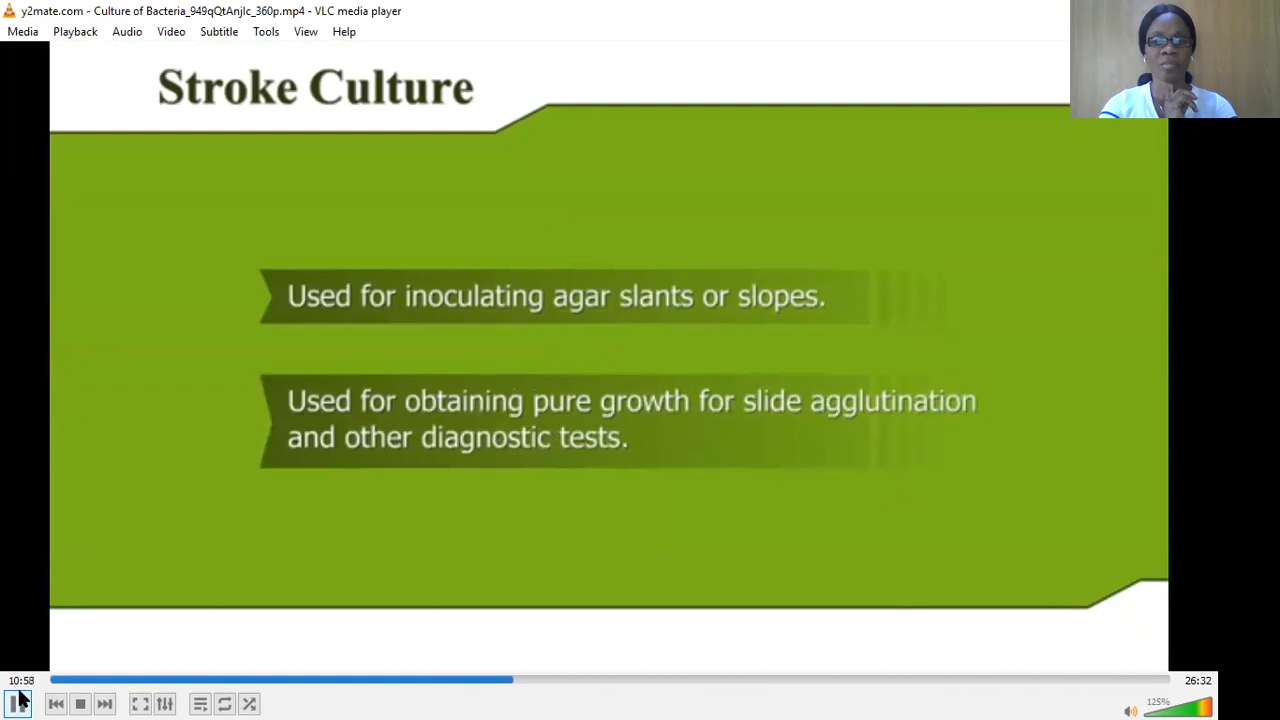 y2mate.com - Culture of Bacteria_949qQtAnjIc_360p.mp4 - VLC media player
Media Playback Audio Video Subtitle Tools View Help
Stroke Culture
Used for inoculating agar slants or slopes.
Used for obtaining pure growth for slide agglutination
and other diagnostic tests.
10:58
26:32
125%